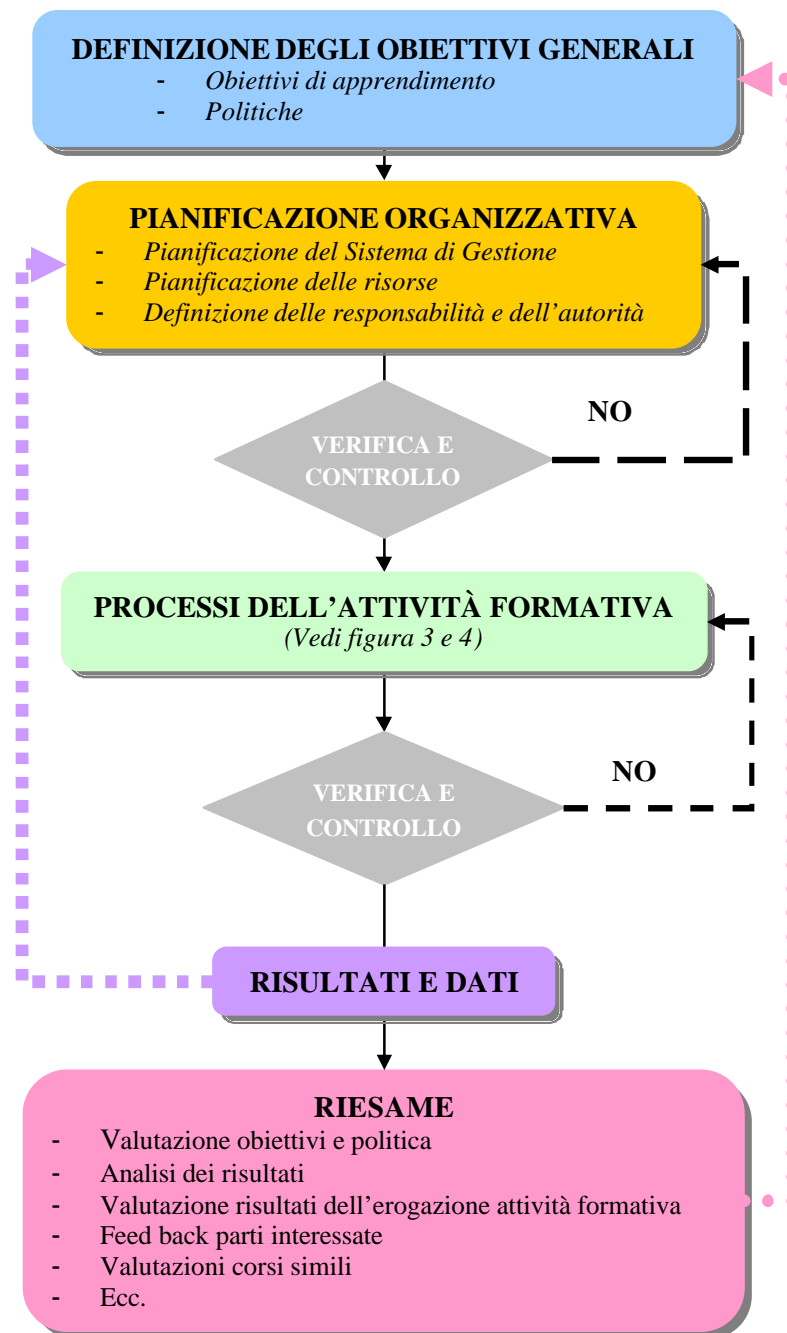 DEFINIZIONE DEGLI OBIETTIVI GENERALI
- Obiettivi di apprendimento
- Politiche
PIANIFICAZIONE ORGANIZZATIVA
- Pianificazione del Sistema di Gestione
- Pianificazione delle risorse
- Definizione delle responsabilità e dell’autorità
NO
VERIFICA E
CONTROLLO
PROCESSI DELL’ATTIVITÀ FORMATIVA
(Vedi figura 3 e 4)
NO
VERIFICA E
CONTROLLO
RISULTATI E DATI
RIESAME
- Valutazione obiettivi e politica
- Analisi dei risultati
- Valutazione risultati dell’erogazione attività formativa
- Feed back parti interessate
- Valutazioni corsi simili
- Ecc.